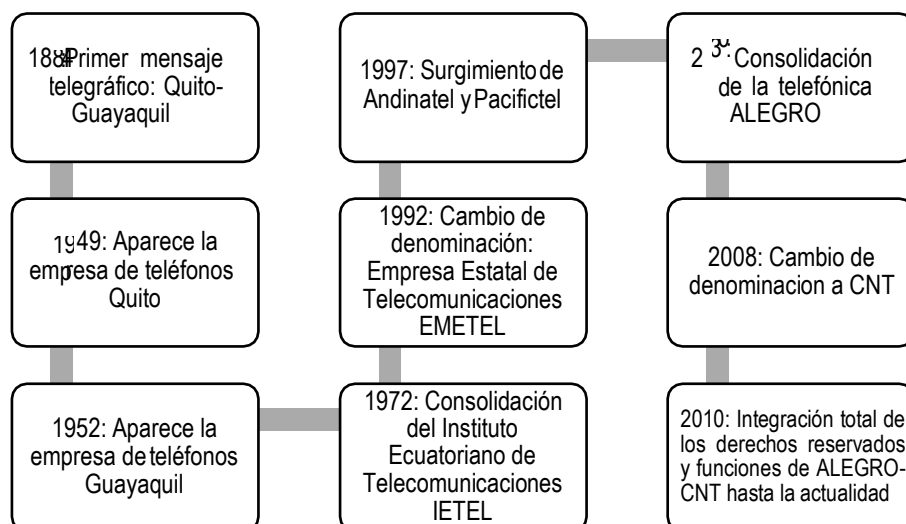 Primer mensaje
telegráfico: Quito-
Guayaquil
1949: Aparece la
empresa de teléfonos
Quito
1952: Aparece la
empresa de teléfonos
Guayaquil
1972: Consolidación
del Instituto
Ecuatoriano de
Telecomunicaciones
IETEL
1992: Cambio de
denominación:
Empresa Estatal de
Telecomunicaciones
EMETEL
1997: Surgimiento de
Andinatel y Pacifictel
Consolidación
de la telefónica
ALEGRO
2008: Cambio de
denominacion a CNT
2010: Integración total de
los derechos reservados
y funciones de ALEGRO-
CNT hasta la actualidad